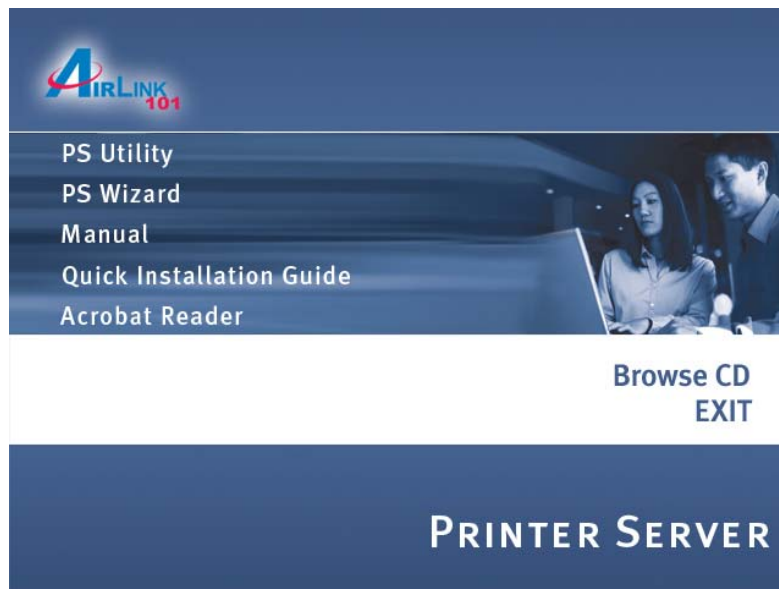 AIRLINK
101
PS Utility
PS Wizard
Manual
Quick Installation Guide
Acrobat Reader
Browse CD
EXIT
PRINTER SERVER